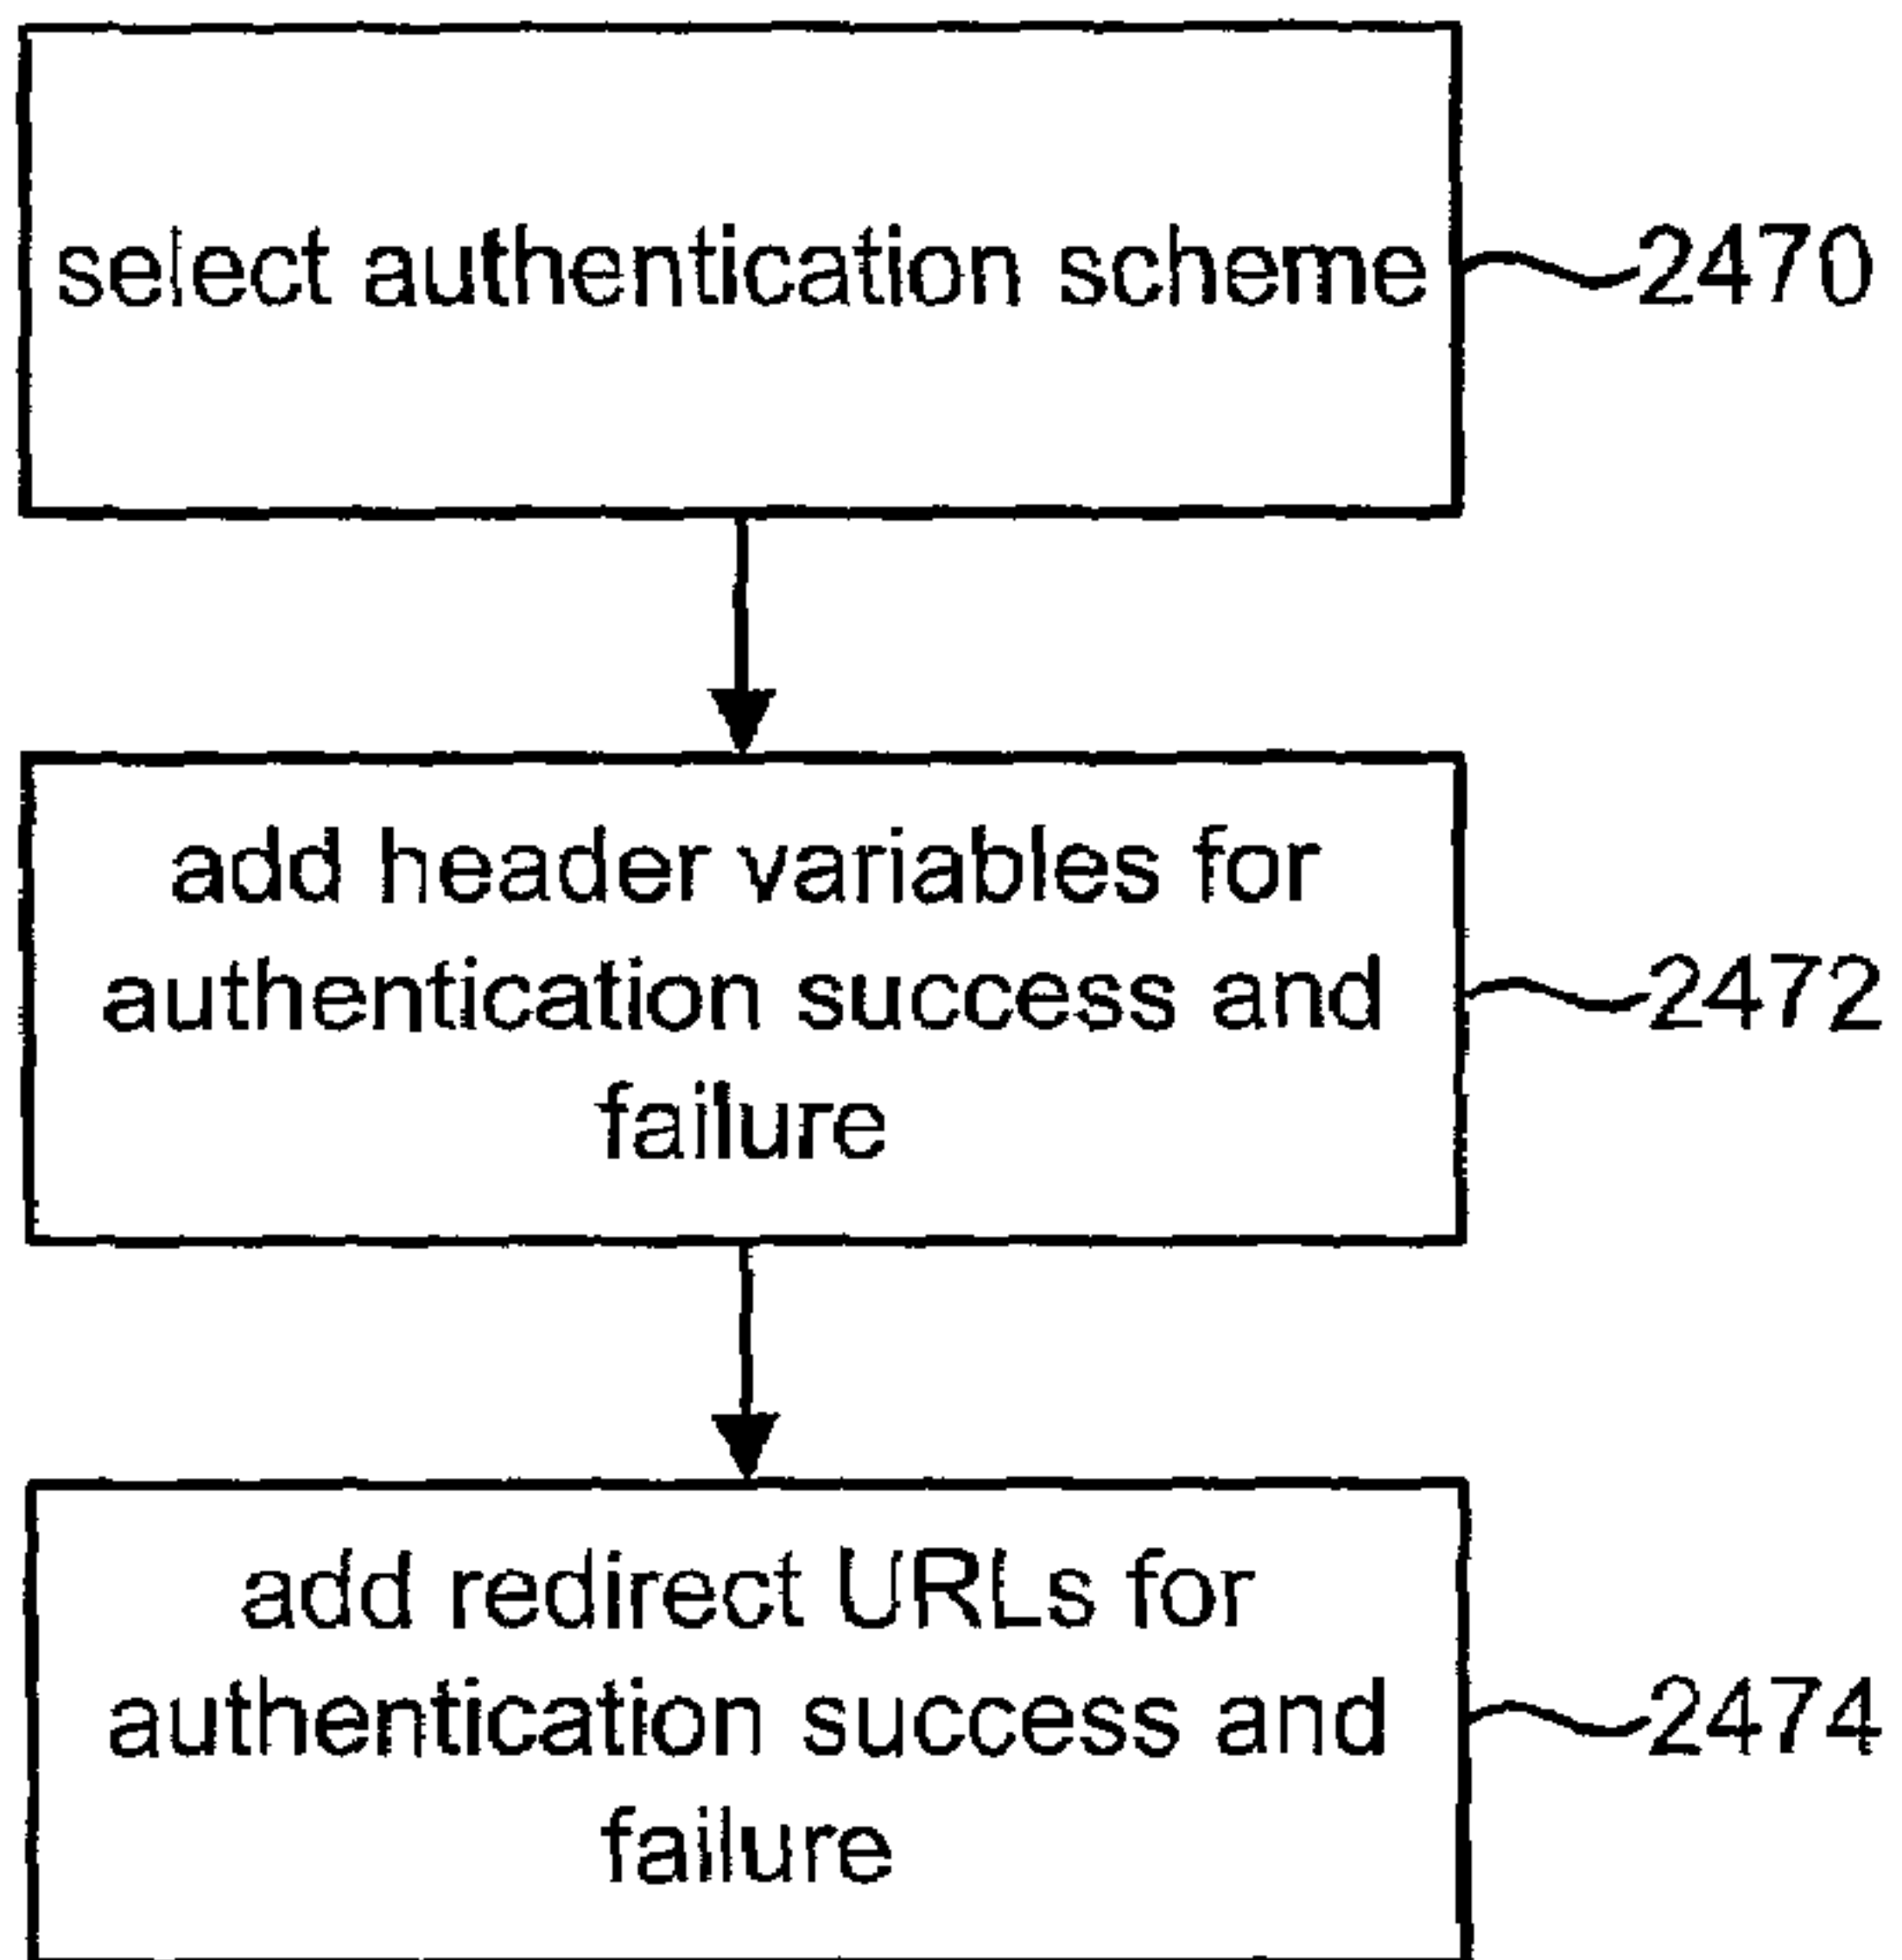 select authentication scheme
2470
add header variables for
authentication success and
2472
failure
add redirect URLs for
authentication success and
2474
failure